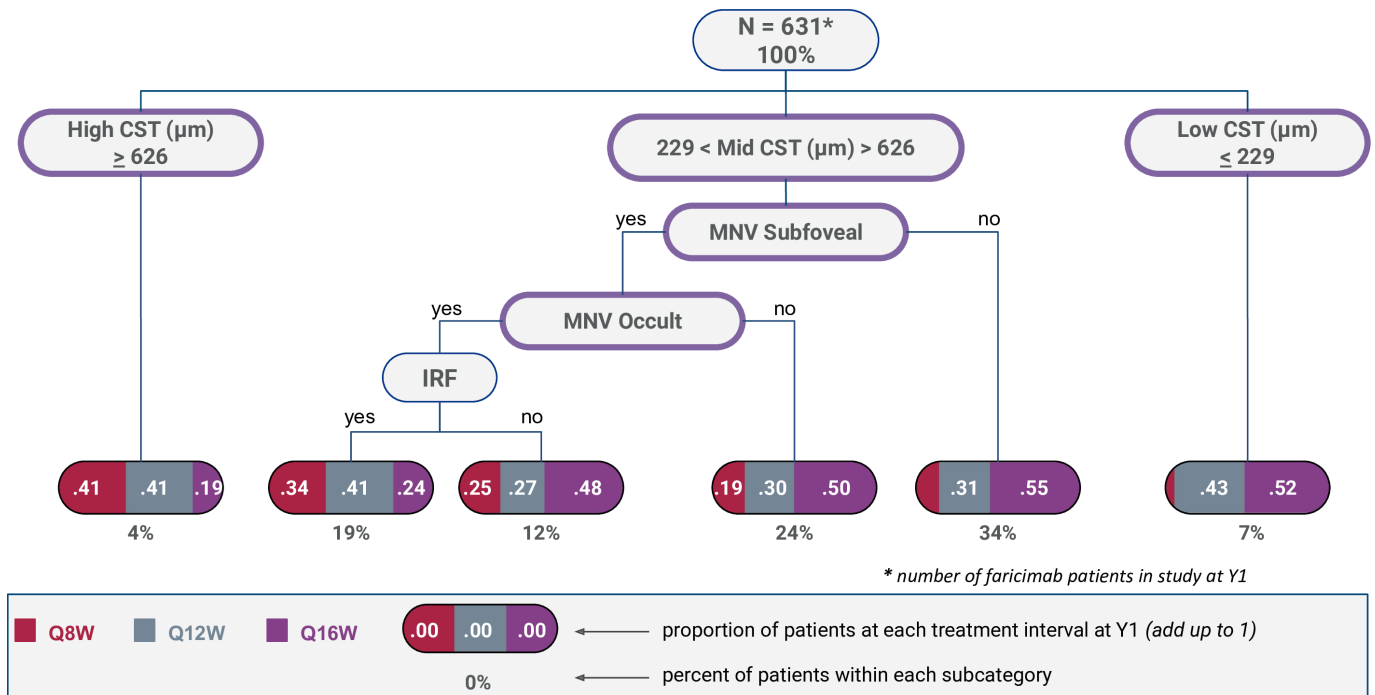 N = 631*
100%
High CST (µm)
≥ 626
229 < Mid CST (µm) > 626
Low CST (µm)
≤ 229
yes
MNV Subfoveal
no
yes
MNV Occult
no
IRF
yes
no
.41 .41 .19
.34 .41 .24
.25 .27 .48
.19 .30 .50
.31 .55
.43 .52
4%
19%
12%
24%
34%
7%
* number of faricimab patients in study at Y1
Q8W
Q12W
Q16W
.00 .00 .00
proportion of patients at each treatment interval at Y1 (add up to 1)
0%
percent of patients within each subcategory